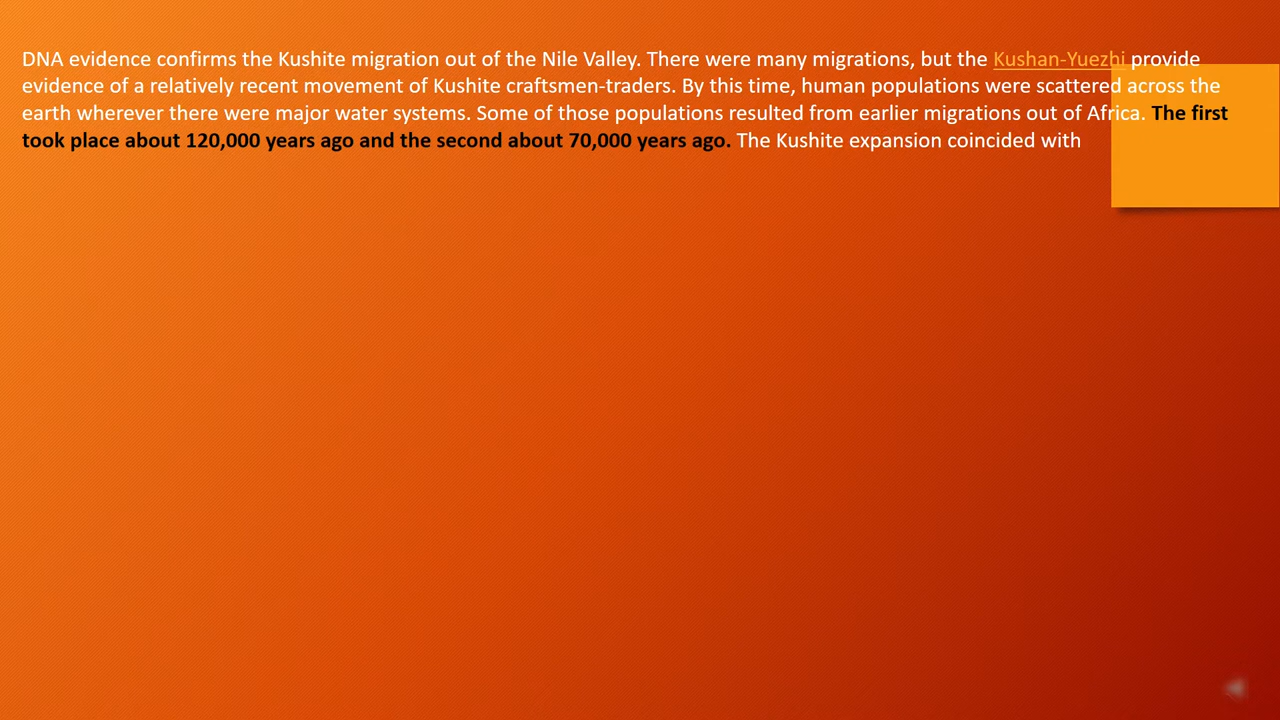 DNA evidence confirms the Kushite migration out of the Nile Valley. There were many migrations, but the Kushan-Yuezhi provide
evidence of a relatively recent movement of Kushite craftsmen-traders. By this time, human populations were scattered across the
earth wherever there were major water systems. Some of those populations resulted from earlier migrations out of Africa. The first
took place about 120,000 years ago and the second about 70,000 years ago. The Kushite expansion coincided with